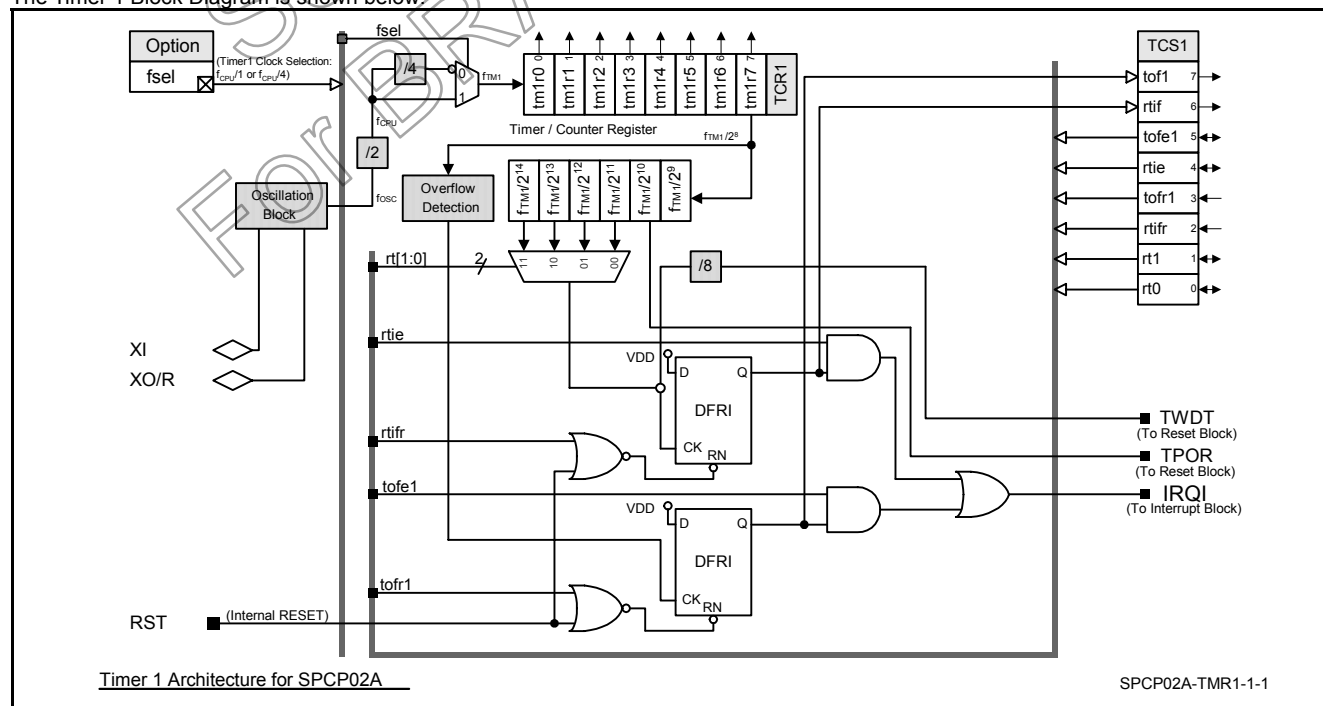 The Timer 1 Block Diagram is shown below:
For BRA
Option
fsel
(Timer1 Clock Selection:
fCPU/1 or fCPU/4)
fsel
/4
0
1
fTM1
fCPU
/2
fOSC
Oscillation
Block
tm1r0 0
tm1r1 1
tm1r2 2
tm1r3 3
tm1r4 4
tm1r5 5
tm1r6 6
tm1r7 7
TCR1
Timer / Counter Register
fTM1/2^8
Overflow
Detection
fTM1/2^14
fTM1/2^13
fTM1/2^12
fTM1/2^11
fTM1/2^10
fTM1/2^9
rt[1:0]
2
11
10
01
00
/8
TCS1
tof1 7
rtif 6
tofe1 5
rtie 4
tofr1 3
rtifr 2
rt1 1
rt0 0
XI
XO/R
rtie
VDD
D
Q
DFRI
CK
RN
rtifr
tofe1
VDD
D
Q
DFRI
CK
RN
tofr1
RST
(Internal RESET)
TWDT
(To Reset Block)
TPOR
(To Reset Block)
IRQI
(To Interrupt Block)
Timer 1 Architecture for SPCP02A
SPCP02A-TMR1-1-1